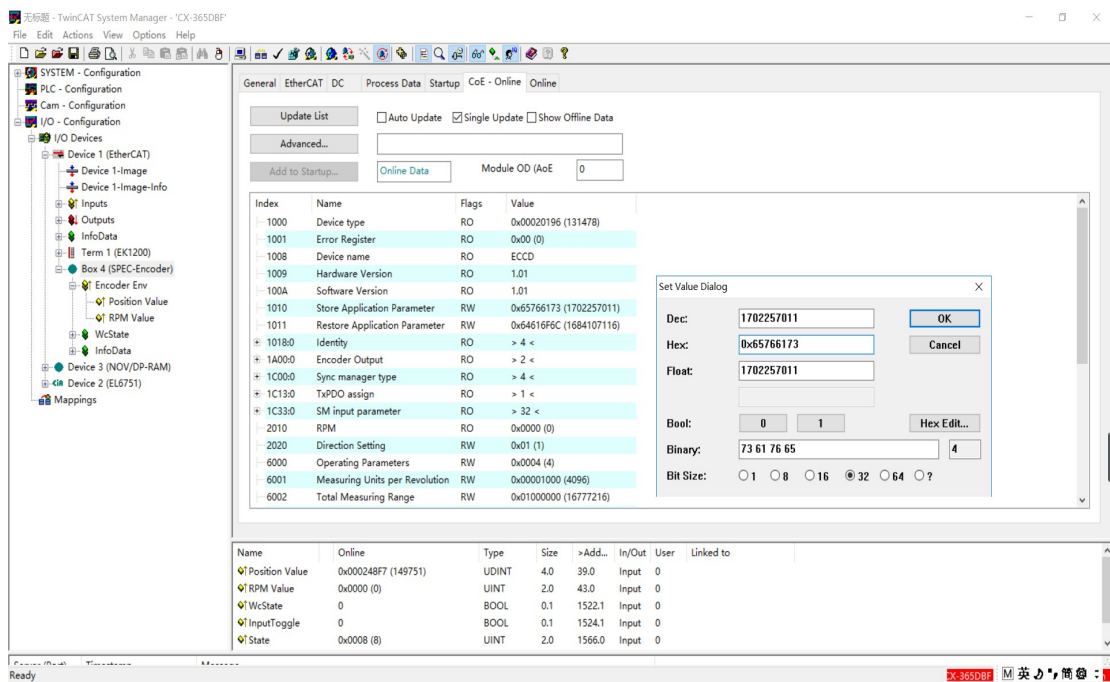 无标题 - TwinCAT System Manager - 'CX-365DBF'
File Edit Actions View Options Help
SYSTEM - Configuration
PLC - Configuration
Cam - Configuration
I/O - Configuration
I/O Devices
Device 1 (EtherCAT)
Device 1-Image
Device 1-Image-Info
Inputs
Outputs
InfoData
Term 1 (EK1200)
Box 4 (SPEC-Encoder)
Encoder Env
Position Value
RPM Value
WcState
InfoData
Device 3 (NOV/DP-RAM)
Device 2 (EL6751)
Mappings
General EtherCAT DC Process Data Startup CoE - Online Online
Update List Auto Update Single Update Show Offline Data
Advanced...
Add to Startup... Online Data Module OD (AoE 0
Index Name Flags Value
1000 Device type RO 0x00020196 (131478)
1001 Error Register RO 0x00 (0)
1008 Device name RO ECCD
1009 Hardware Version RO 1.01
100A Software Version RO 1.01
1010 Store Application Parameter RW 0x65766173 (1702257011)
1011 Restore Application Parameter RW 0x64616F6C (1684107116)
1018:0 Identity RO > 4 <
1A00:0 Encoder Output RO > 2 <
1C00:0 Sync manager type RO > 4 <
1C13:0 TxPDO assign RO > 1 <
1C33:0 SM input parameter RO > 32 <
2010 RPM RO 0x0000 (0)
2020 Direction Setting RW 0x01 (1)
6000 Operating Parameters RW 0x0004 (4)
6001 Measuring Units per Revolution RW 0x00001000 (4096)
6002 Total Measuring Range RW 0x01000000 (16777216)
Set Value Dialog
Dec: 1702257011 OK
Hex: 0x65766173 Cancel
Float: 1702257011
Bool: 0 1 Hex Edit...
Binary: 73 61 76 65 4
Bit Size: 1 8 16 32 64 ?
Name Online Type Size >Add... In/Out User Linked to
Position Value 0x000248F7 (149751) UDINT 4.0 39.0 Input 0
RPM Value 0x0000 (0) UINT 2.0 43.0 Input 0
WcState 0 BOOL 0.1 1522.1 Input 0
InputToggle 0 BOOL 0.1 1524.1 Input 0
State 0x0008 (8) UINT 2.0 1566.0 Input 0
Server (Port) Timestamp Message
Ready CX-365DBF M 英 简